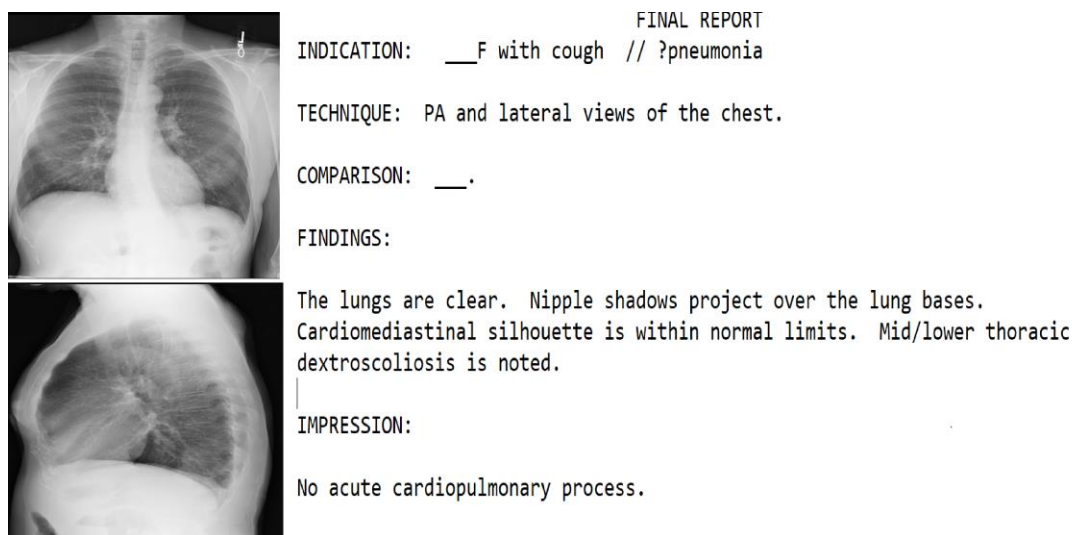 FINAL REPORT
INDICATION: ___F with cough // ?pneumonia
TECHNIQUE: PA and lateral views of the chest.
COMPARISON: ___.
FINDINGS:
The lungs are clear. Nipple shadows project over the lung bases.
Cardiomediastinal silhouette is within normal limits. Mid/lower thoracic
dextroscoliosis is noted.
IMPRESSION:
No acute cardiopulmonary process.